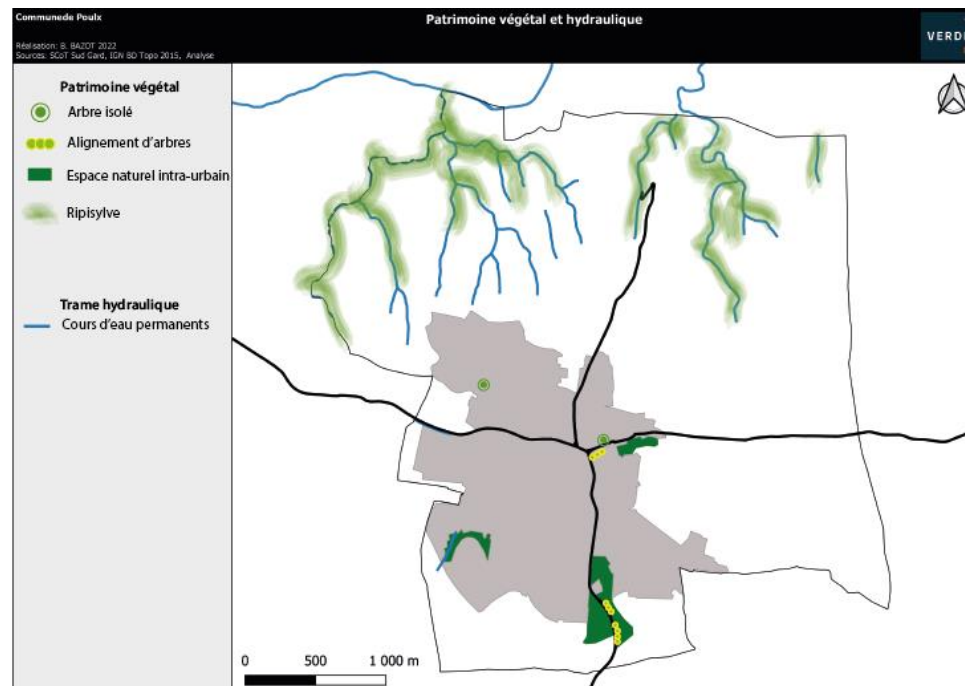 Communede Poulx
Patrimoine végétal et hydraulique
Réalisation: B. BAZOT 2022
Sources: SCoT Sud Gard, IGN BD Topo 2015, Analyse
VERDI
Patrimoine végétal
Arbre isolé
Alignement d'arbres
Espace naturel intra-urbain
Ripisylve
Trame hydraulique
Cours d'eau permanents
0 500 1 000 m